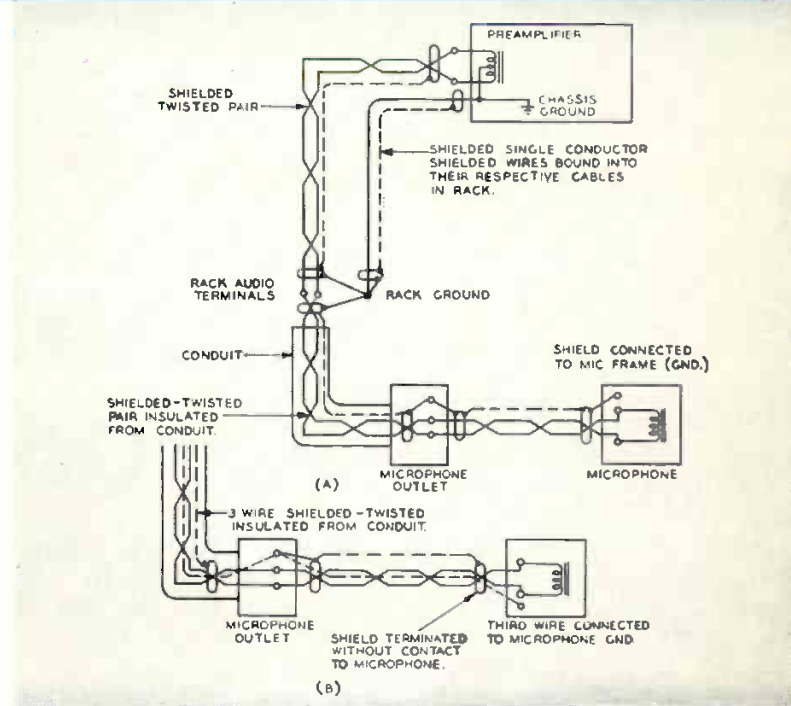 PREAMPLIFIER
SHIELDED
TWISTED PAIR
CHASSIS
GROUND
SHIELDED SINGLE CONDUCTOR
SHIELDED WIRES BOUND INTO
THEIR RESPECTIVE CABLES
IN RACK.
RACK AUDIO
TERMINALS
RACK GROUND
CONDUIT
SHIELD CONNECTED
TO MIC FRAME (GND.)
SHIELDED-TWISTED
PAIR INSULATED
FROM CONDUIT.
(A)
MICROPHONE
OUTLET
MICROPHONE
3 WIRE SHIELDED-TWISTED
INSULATED FROM CONDUIT.
MICROPHONE
OUTLET
SHIELD TERMINATED
WITHOUT CONTACT
TO MICROPHONE.
THIRD WIRE CONNECTED
TO MICROPHONE GND.
(B)